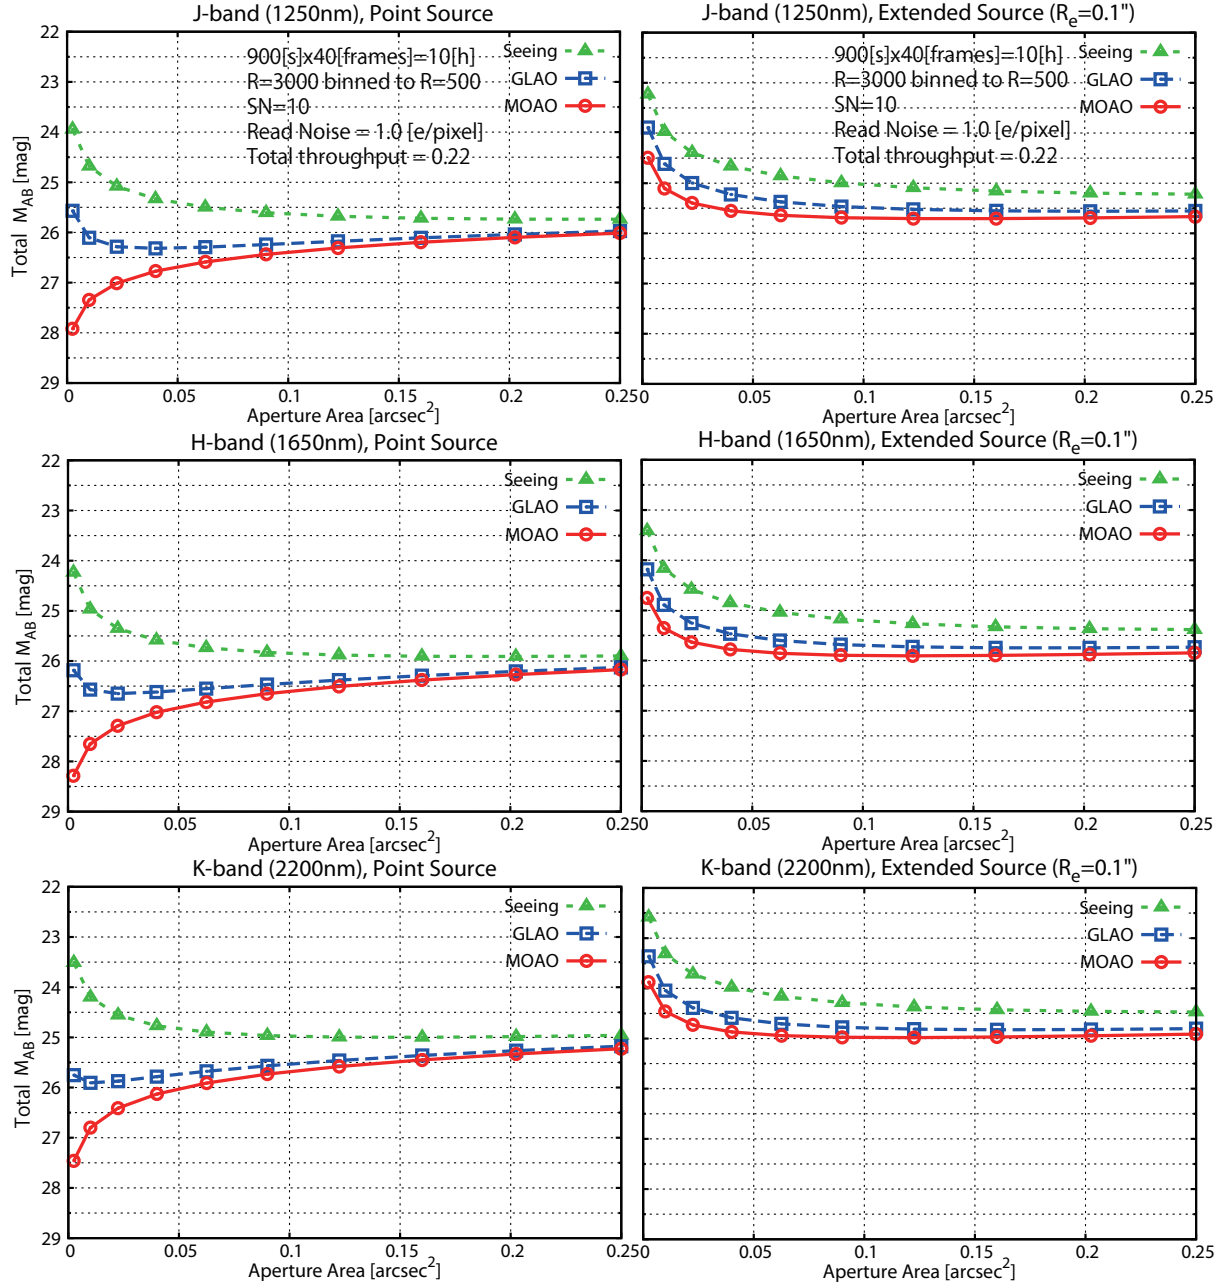 J-band (1250nm), Point Source
22
23
24
25
26
27
28
29
Total M_AB [mag]
900[s]x40[frames]=10[h]
R=3000 binned to R=500
SN=10
Read Noise = 1.0 [e/pixel]
Total throughput = 0.22
Seeing
GLAO
MOAO
0 0.05 0.1 0.15 0.2 0.25
Aperture Area [arcsec²]
J-band (1250nm), Extended Source (R_e=0.1")
900[s]x40[frames]=10[h]
R=3000 binned to R=500
SN=10
Read Noise = 1.0 [e/pixel]
Total throughput = 0.22
Seeing
GLAO
MOAO
0 0.05 0.1 0.15 0.2 0.25
Aperture Area [arcsec²]
H-band (1650nm), Point Source
22
23
24
25
26
27
28
29
Total M_AB [mag]
Seeing
GLAO
MOAO
0 0.05 0.1 0.15 0.2 0.25
Aperture Area [arcsec²]
H-band (1650nm), Extended Source (R_e=0.1")
Seeing
GLAO
MOAO
0 0.05 0.1 0.15 0.2 0.25
Aperture Area [arcsec²]
K-band (2200nm), Point Source
22
23
24
25
26
27
28
29
Total M_AB [mag]
Seeing
GLAO
MOAO
0 0.05 0.1 0.15 0.2 0.25
Aperture Area [arcsec²]
K-band (2200nm), Extended Source (R_e=0.1")
Seeing
GLAO
MOAO
0 0.05 0.1 0.15 0.2 0.25
Aperture Area [arcsec²]